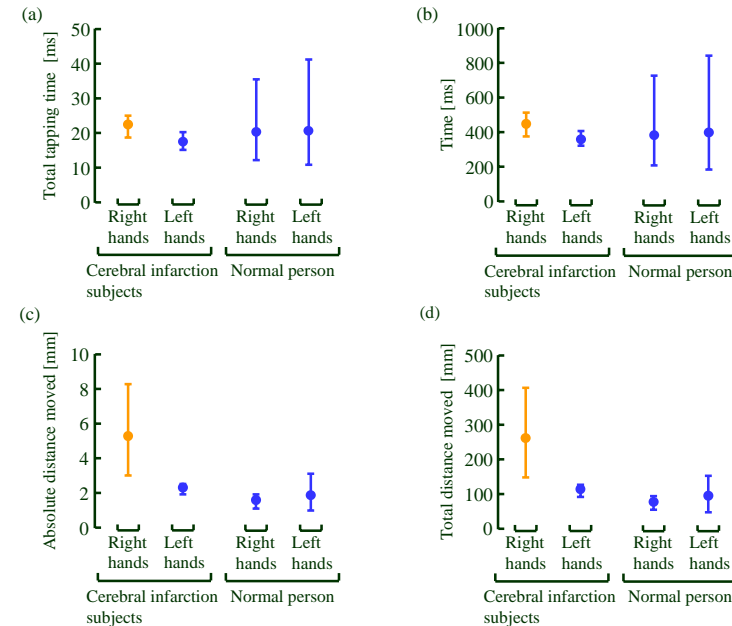 (a)
Total tapping time [ms]
50
40
30
20
10
0
Right hands
Left hands
Right hands
Left hands
Cerebral infarction subjects
Normal person
(b)
Time [ms]
1000
800
600
400
200
0
Right hands
Left hands
Right hands
Left hands
Cerebral infarction subjects
Normal person
(c)
Absolute distance moved [mm]
10
8
6
4
2
0
Right hands
Left hands
Right hands
Left hands
Cerebral infarction subjects
Normal person
(d)
Total distance moved [mm]
500
400
300
200
100
0
Right hands
Left hands
Right hands
Left hands
Cerebral infarction subjects
Normal person